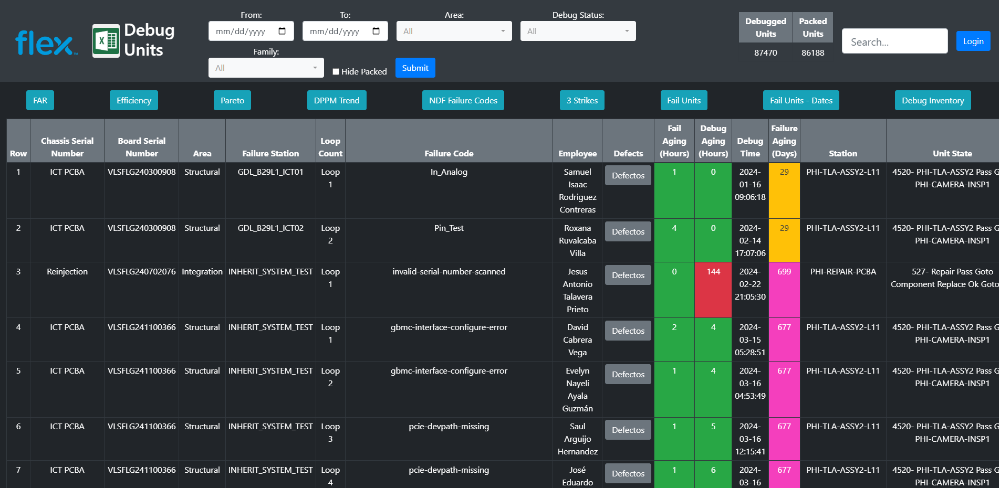 flex
Debug Units
From:
mm/dd/yyyy
To:
mm/dd/yyyy
Area:
All
Debug Status:
All
Family:
All
Hide Packed
Submit
Debugged Units
Packed Units
87470
86188
Search...
Login
FAR
Efficiency
Pareto
DPPM Trend
NDF Failure Codes
3 Strikes
Fail Units
Fail Units - Dates
Debug Inventory
Row
Chassis Serial Number
Board Serial Number
Area
Failure Station
Loop Count
Failure Code
Employee
Defects
Fail Aging (Hours)
Debug Aging (Hours)
Debug Time
Failure Aging (Days)
Station
Unit State
1 ICT PCBA VLSFLG240300908 Structural GDL_B29L1_ICT01 Loop 1 In_Analog Samuel Isaac Rodriguez Contreras Defectos 1 0 2024-01-16 09:06:18 29 PHI-TLA-ASSY2-L11 4520- PHI-TLA-ASSY2 Pass G PHI-CAMERA-INSP1
2 ICT PCBA VLSFLG240300908 Structural GDL_B29L1_ICT02 Loop 2 Pin_Test Roxana Ruvalcaba Villa Defectos 4 0 2024-02-14 17:07:06 29 PHI-TLA-ASSY2-L11 4520- PHI-TLA-ASSY2 Pass G PHI-CAMERA-INSP1
3 Reinjection VLSFLG240702076 Integration INHERIT_SYSTEM_TEST Loop 1 invalid-serial-number-scanned Jesus Antonio Talavera Prieto Defectos 0 144 2024-02-22 21:05:30 699 PHI-REPAIR-PCBA 527- Repair Pass Goto Component Replace Ok Goto
4 ICT PCBA VLSFLG241100366 Structural INHERIT_SYSTEM_TEST Loop 1 gbmc-interface-configure-error David Cabrera Vega Defectos 2 4 2024-03-15 05:28:51 677 PHI-TLA-ASSY2-L11 4520- PHI-TLA-ASSY2 Pass G PHI-CAMERA-INSP1
5 ICT PCBA VLSFLG241100366 Structural INHERIT_SYSTEM_TEST Loop 2 gbmc-interface-configure-error Evelyn Nayeli Ayala Guzmán Defectos 1 4 2024-03-16 04:53:49 677 PHI-TLA-ASSY2-L11 4520- PHI-TLA-ASSY2 Pass G PHI-CAMERA-INSP1
6 ICT PCBA VLSFLG241100366 Structural INHERIT_SYSTEM_TEST Loop 3 pcie-devpath-missing Saul Arguijo Hernandez Defectos 1 5 2024-03-16 12:15:41 677 PHI-TLA-ASSY2-L11 4520- PHI-TLA-ASSY2 Pass G PHI-CAMERA-INSP1
7 ICT PCBA VLSFLG241100366 Structural INHERIT_SYSTEM_TEST Loop 4 pcie-devpath-missing José Eduardo Defectos 1 6 2024-03-16 677 PHI-TLA-ASSY2-L11 4520- PHI-TLA-ASSY2 Pass G PHI-CAMERA-INSP1